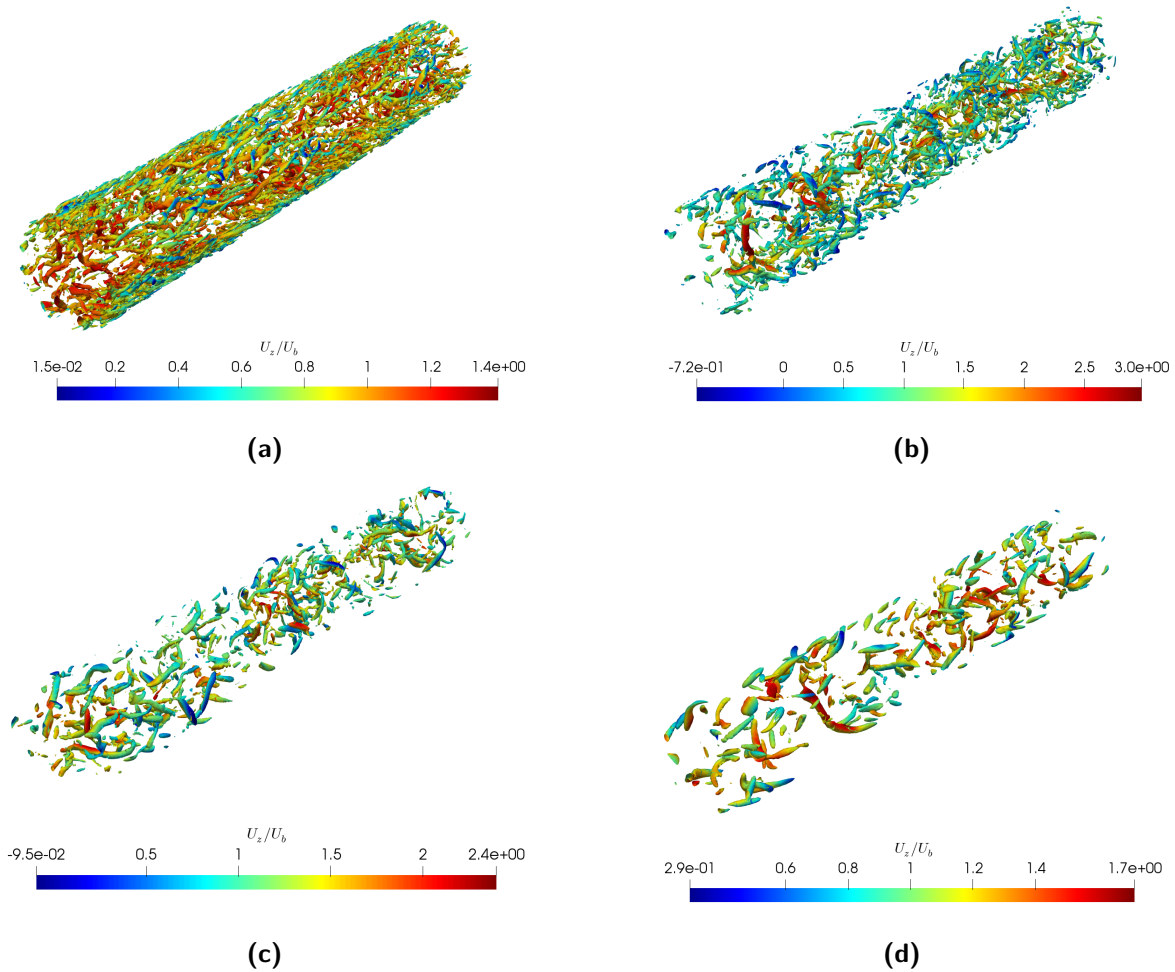 U_z/U_b
1.5e-02 0.2 0.4 0.6 0.8 1 1.2 1.4e+00
(a)
U_z/U_b
-7.2e-01 0 0.5 1 1.5 2 2.5 3.0e+00
(b)
U_z/U_b
-9.5e-02 0.5 1 1.5 2 2.4e+00
(c)
U_z/U_b
2.9e-01 0.6 0.8 1 1.2 1.4 1.7e+00
(d)